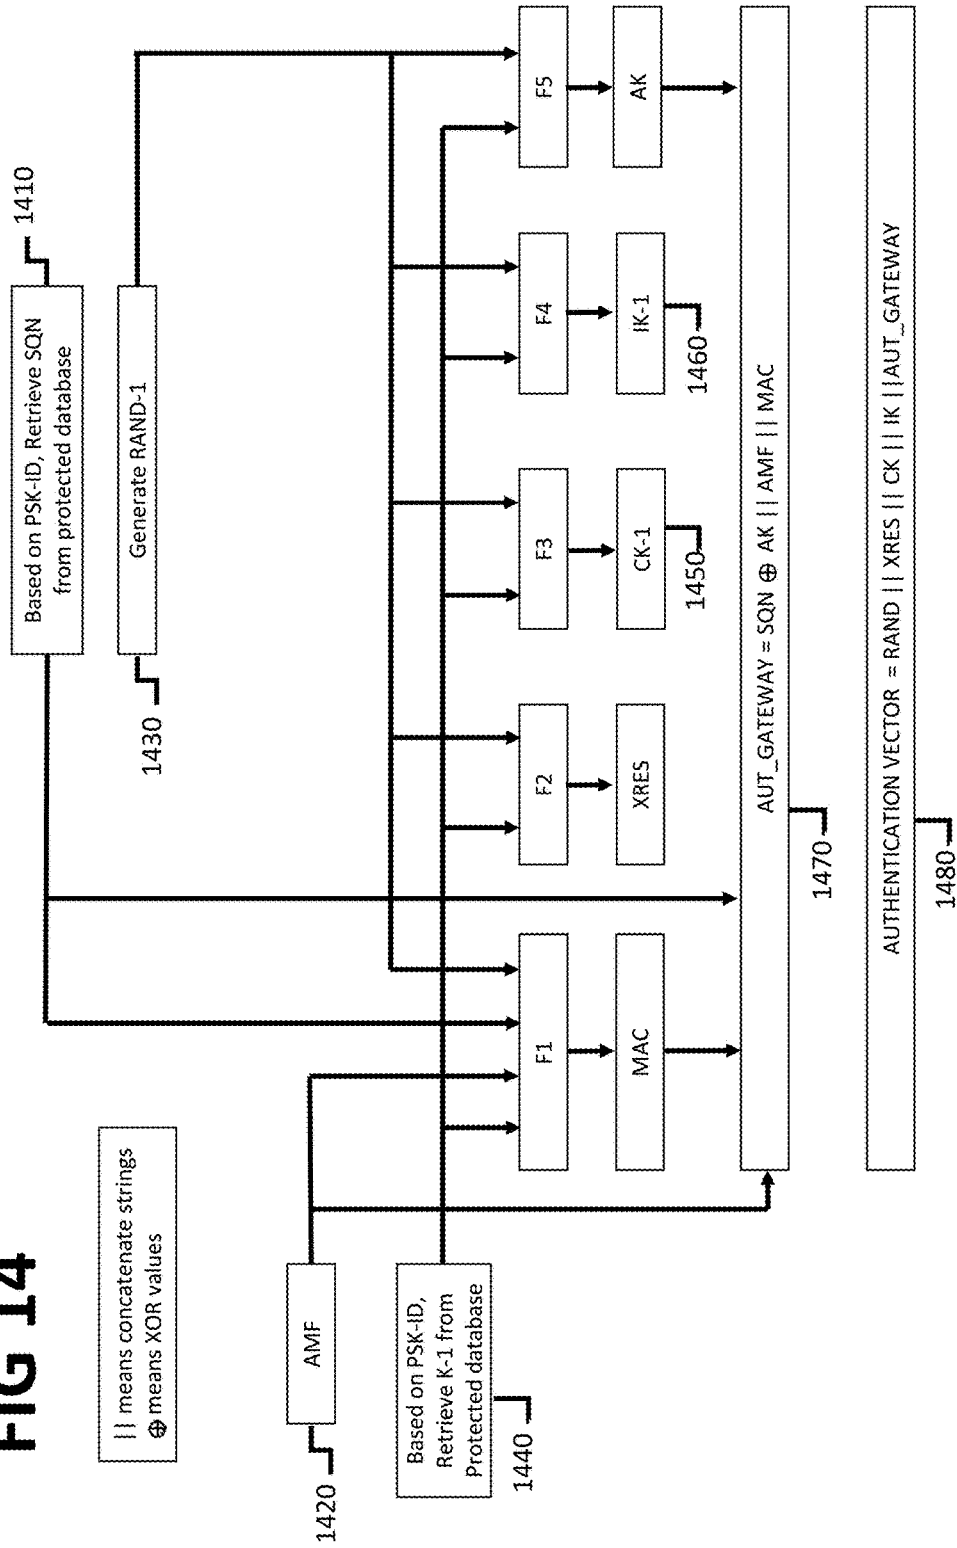 FIG 14
|| means concatenate strings
⊕ means XOR values
Based on PSK-ID, Retrieve SQN
from protected database
1410
1430
Generate RAND-1
AMF
1420
Based on PSK-ID,
Retrieve K-1 from
Protected database
1440
F1
F2
F3
F4
F5
MAC
XRES
CK-1
IK-1
AK
1450
1460
AUT_GATEWAY = SQN ⊕ AK || AMF || MAC
1470
AUTHENTICATION VECTOR = RAND || XRES || CK || IK ||AUT_GATEWAY
1480